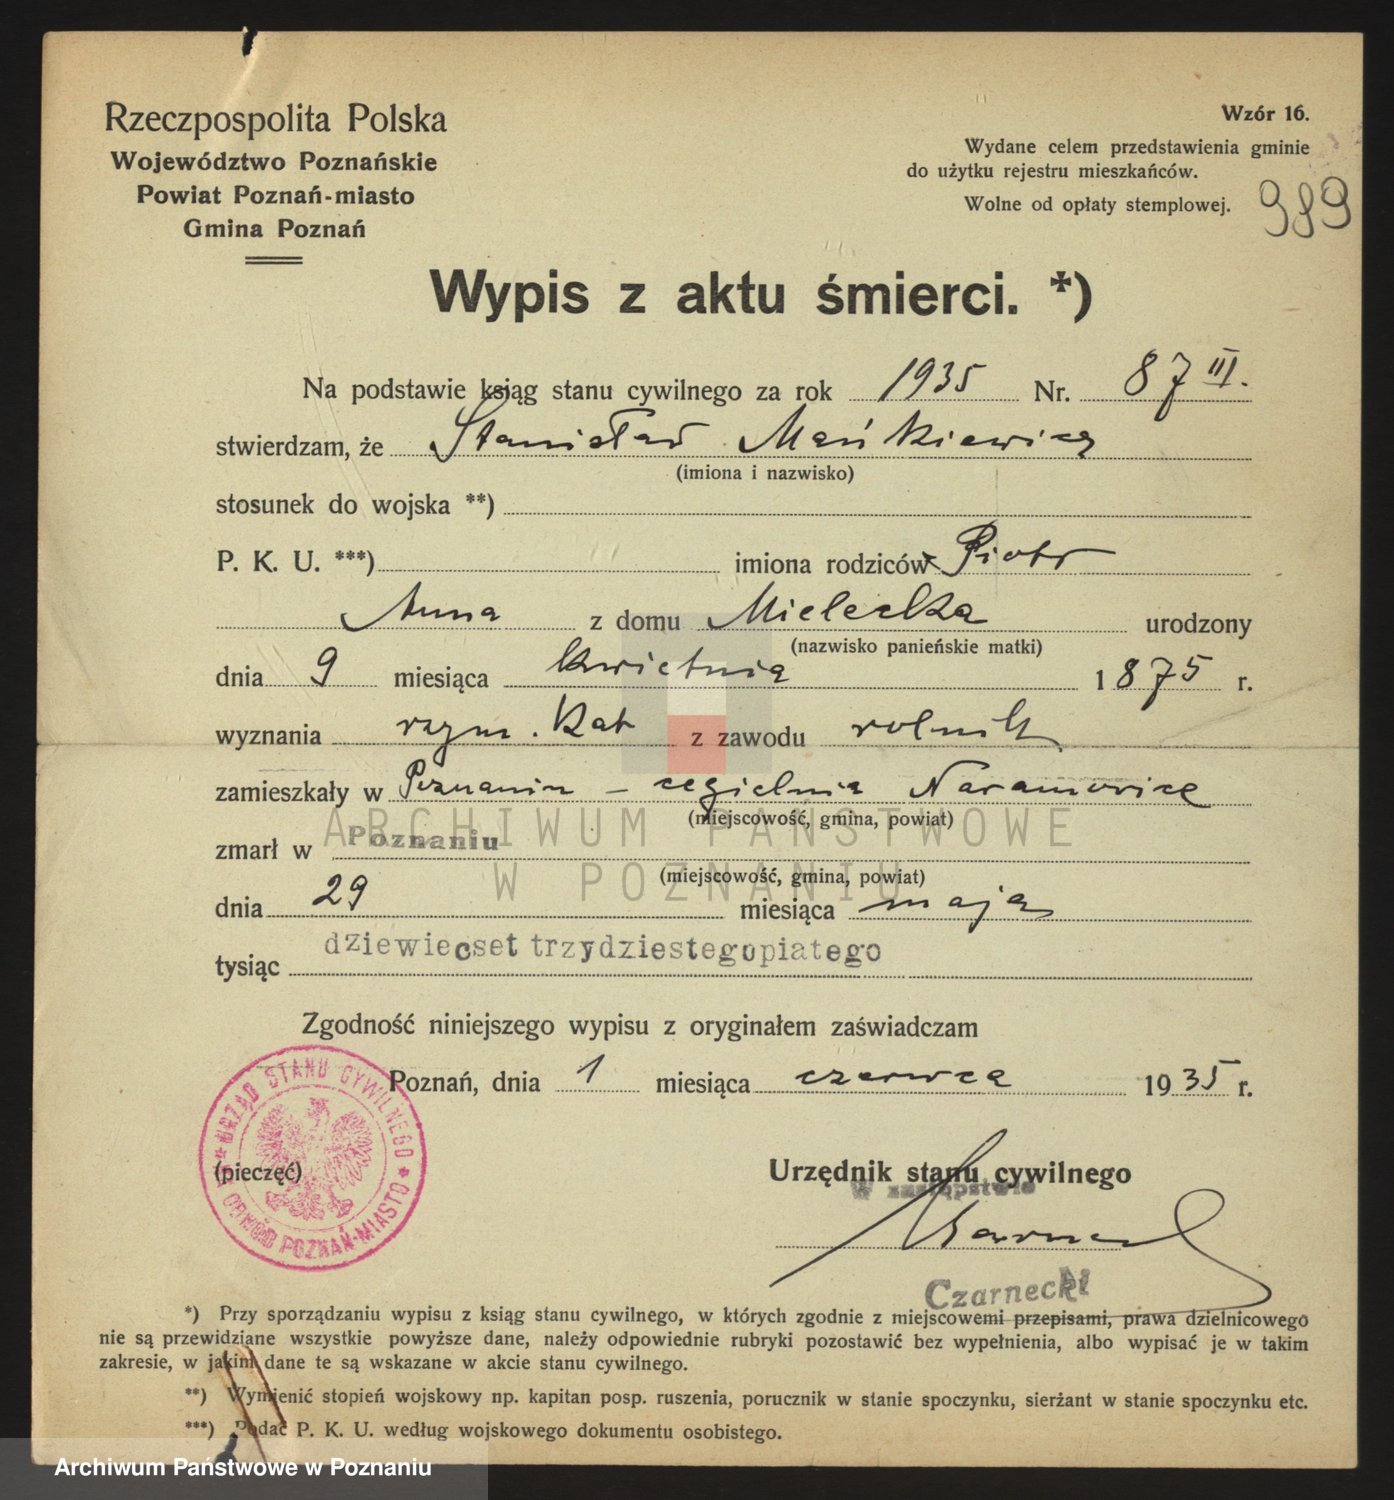 Rzeczpospolita Polska
Województwo Poznańskie
Powiat Poznań-miasto
Gmina Poznań
Wzór 16.
Wydane celem przedstawienia gminie
do użytku rejestru mieszkańców.
Wolne od opłaty stemplowej.
989
Wypis z aktu śmierci. *)
Na podstawie ksiąg stanu cywilnego za rok 1935 Nr. 87 III.
stwierdzam, że Stanisław Mańkiewicz
(imiona i nazwisko)
stosunek do wojska **)
P. K. U. ***) imiona rodziców Piotr
Anna z domu Mielecka urodzony
(nazwisko panieńskie matki)
dnia 9 miesiąca kwietnia 1875 r.
wyznania rzym. kat z zawodu rolnik
zamieszkały w Poznaniu – cegielnia Naramowice
(miejscowość, gmina, powiat)
zmarł w Poznaniu
(miejscowość, gmina, powiat)
dnia 29 miesiąca maja
tysiąc dziewiecset trzydziestegopiatego
Zgodność niniejszego wypisu z oryginałem zaświadczam
Poznań, dnia 1 miesiąca czerwca 1935 r.
URZĄD STANU CYWILNEGO * OBWÓD POZNAŃ-MIASTO *
(pieczęć)
Urzędnik stanu cywilnego
W zastępstwie
Czarnecki
Czarnecki
*) Przy sporządzaniu wypisu z ksiąg stanu cywilnego, w których zgodnie z miejscowemi przepisami, prawa dzielnicowego
nie są przewidziane wszystkie powyższe dane, należy odpowiednie rubryki pozostawić bez wypełnienia, albo wypisać je w takim
zakresie, w jakim dane te są wskazane w akcie stanu cywilnego.
**) Wymienić stopień wojskowy np. kapitan posp. ruszenia, porucznik w stanie spoczynku, sierżant w stanie spoczynku etc.
***) Podać P. K. U. według wojskowego dokumentu osobistego.
ARCHIWUM PAŃSTWOWE
W POZNANIU
Archiwum Państwowe w Poznaniu